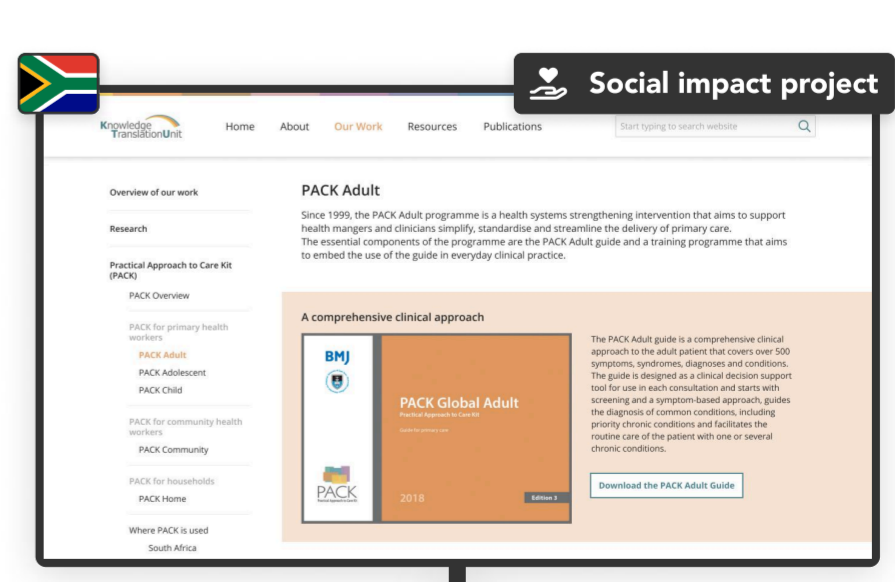 Social impact project
Knowledge
TranslationUnit
Home
About
Our Work
Resources
Publications
Start typing to search website
Overview of our work
Research
Practical Approach to Care Kit
(PACK)
PACK Overview
PACK for primary health
workers
PACK Adult
PACK Adolescent
PACK Child
PACK for community health
workers
PACK Community
PACK for households
PACK Home
Where PACK is used
South Africa
PACK Adult
Since 1999, the PACK Adult programme is a health systems strengthening intervention that aims to support
health mangers and clinicians simplify, standardise and streamline the delivery of primary care.
The essential components of the programme are the PACK Adult guide and a training programme that aims
to embed the use of the guide in everyday clinical practice.
A comprehensive clinical approach
BMJ
PACK Global Adult
Practical Approach to Care Kit
Guide for primary care
PACK
Practical Approach to Care Kit
2018
Edition 3
The PACK Adult guide is a comprehensive clinical
approach to the adult patient that covers over 500
symptoms, syndromes, diagnoses and conditions.
The guide is designed as a clinical decision support
tool for use in each consultation and starts with
screening and a symptom-based approach, guides
the diagnosis of common conditions, including
priority chronic conditions and facilitates the
routine care of the patient with one or several
chronic conditions.
Download the PACK Adult Guide